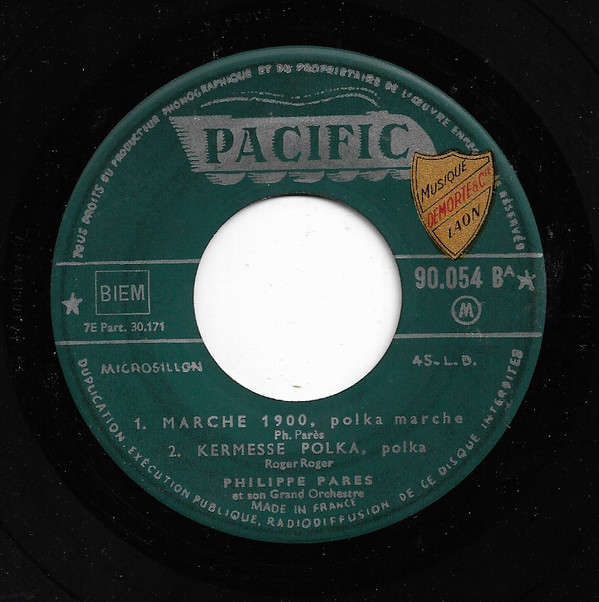 TOUS DROITS DU PRODUCTEUR PHONOGRAPHIQUE ET DU PROPRIETAIRE DE L'ŒUVRE RÉSERVÉS
PACIFIC
MUSIQUE
DEMORTE & Cie
LAON
BIEM
90.054 BA
7E Part. 30.171
M
MICROSILLON
45-L.D.
1. MARCHE 1900, polka marche
Ph. Parès
2. KERMESSE POLKA, polka
Roger Roger
PHILIPPE PARES
et son Grand Orchestre
MADE IN FRANCE
DUPLICATION EXÉCUTION PUBLIQUE, RADIODIFFUSION DE CE DISQUE INTERDITES